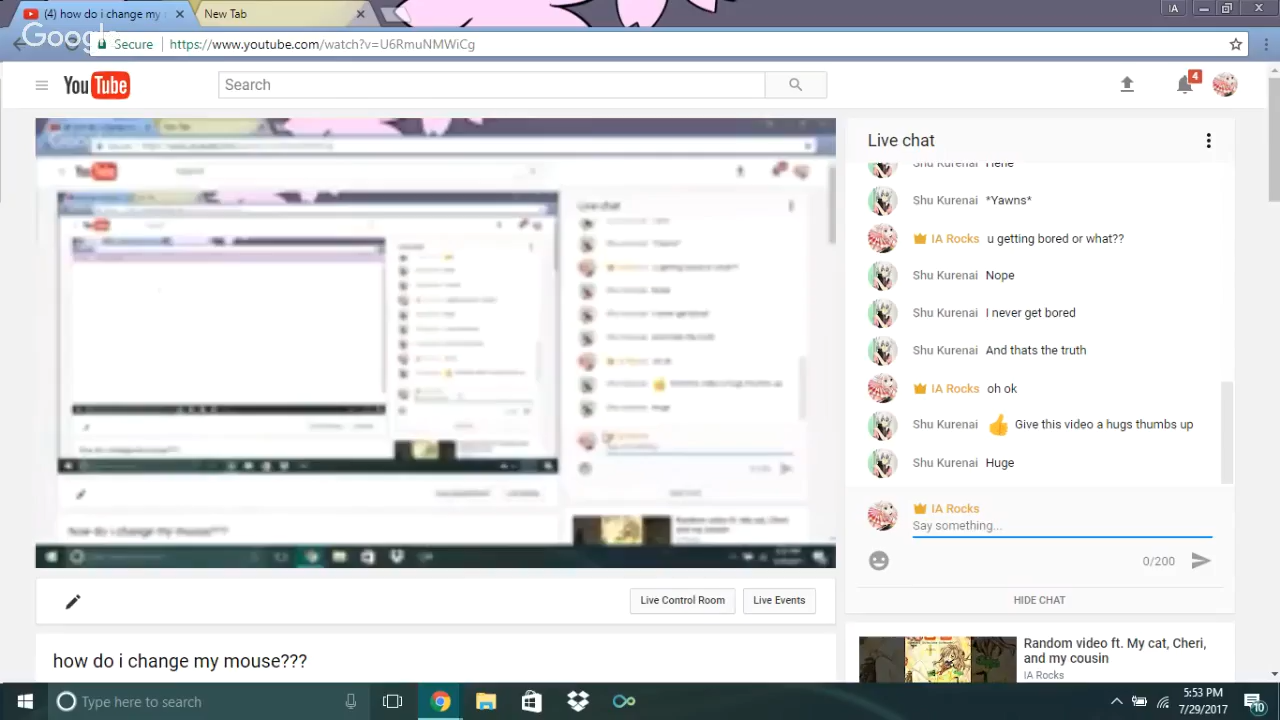 (4) how do i change my
New Tab
IA
Google
Secure
https://www.youtube.com/watch?v=U6RmuNMWiCg
YouTube
Search
4
Live chat
Shu Kurenai Hehe
Shu Kurenai *Yawns*
IA Rocks u getting bored or what??
Shu Kurenai Nope
Shu Kurenai I never get bored
Shu Kurenai And thats the truth
IA Rocks oh ok
Shu Kurenai 👍 Give this video a hugs thumbs up
Shu Kurenai Huge
IA Rocks
Say something...
0/200
HIDE CHAT
Live Control Room
Live Events
how do i change my mouse???
Random video ft. My cat, Cheri,
and my cousin
IA Rocks
Type here to search
5:53 PM
7/29/2017
10